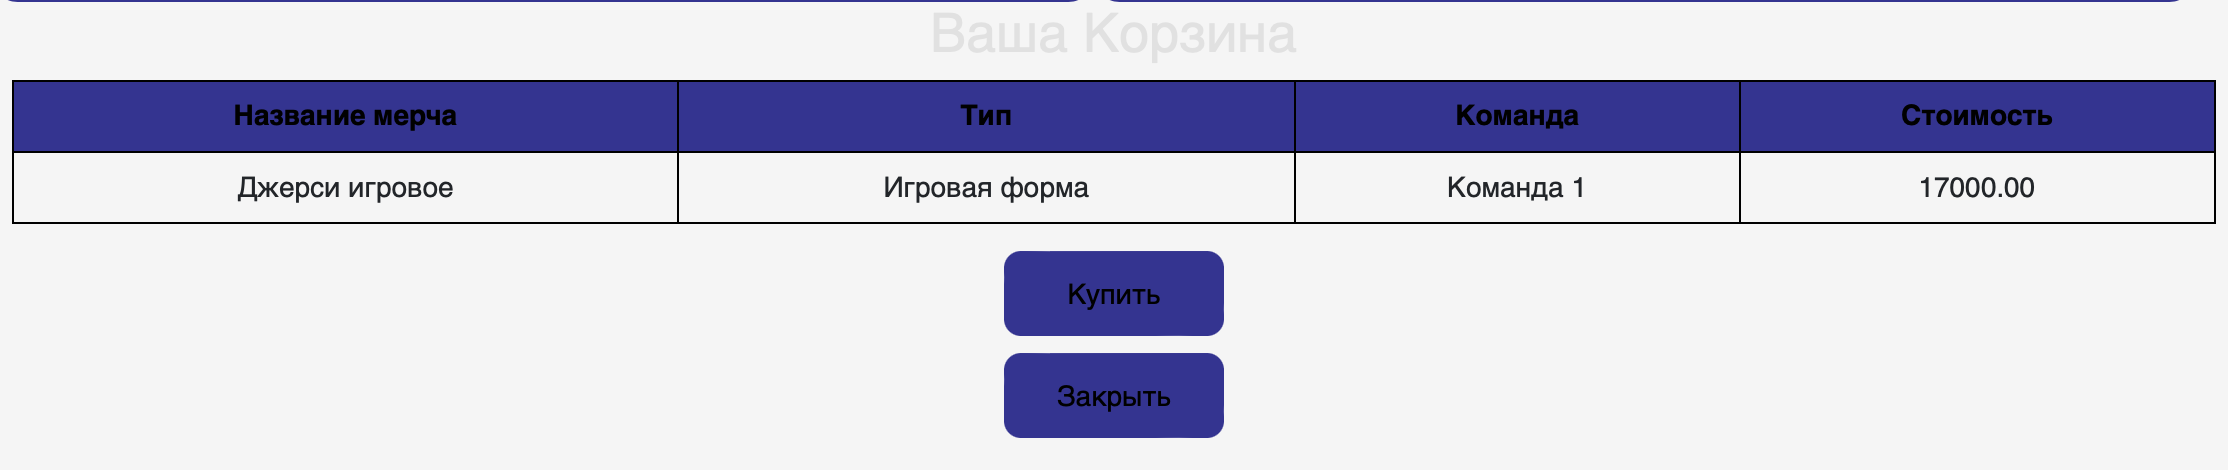 Ваша Корзина
Название мерча Тип Команда Стоимость
Джерси игровое Игровая форма Команда 1 17000.00
Купить
Закрыть